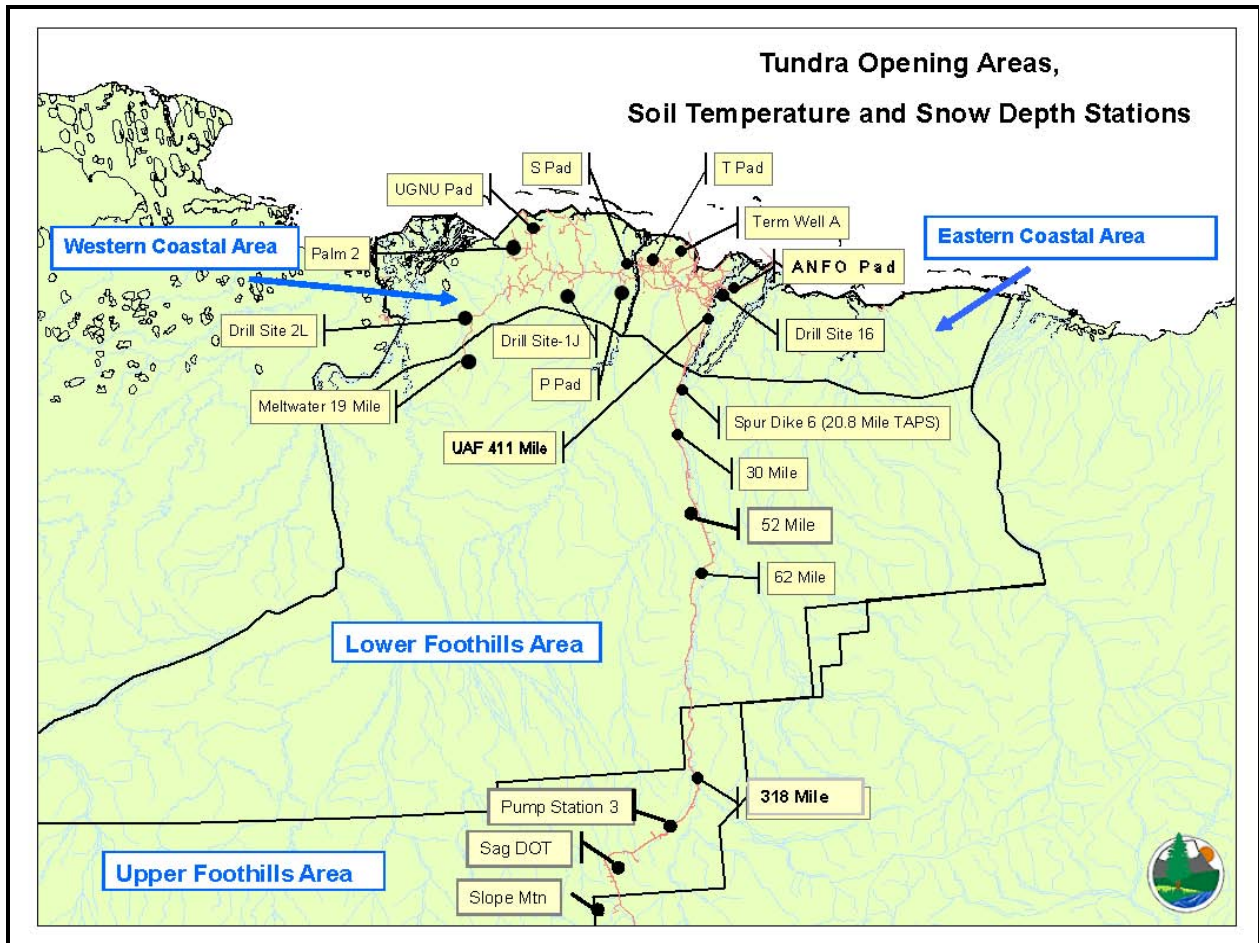 Tundra Opening Areas,
Soil Temperature and Snow Depth Stations
S Pad
T Pad
UGNU Pad
Term Well A
Western Coastal Area
Eastern Coastal Area
Palm 2
ANFO Pad
Drill Site 2L
Drill Site-1J
Drill Site 16
P Pad
Meltwater 19 Mile
Spur Dike 6 (20.8 Mile TAPS)
UAF 411 Mile
30 Mile
52 Mile
62 Mile
Lower Foothills Area
318 Mile
Pump Station 3
Sag DOT
Upper Foothills Area
Slope Mtn